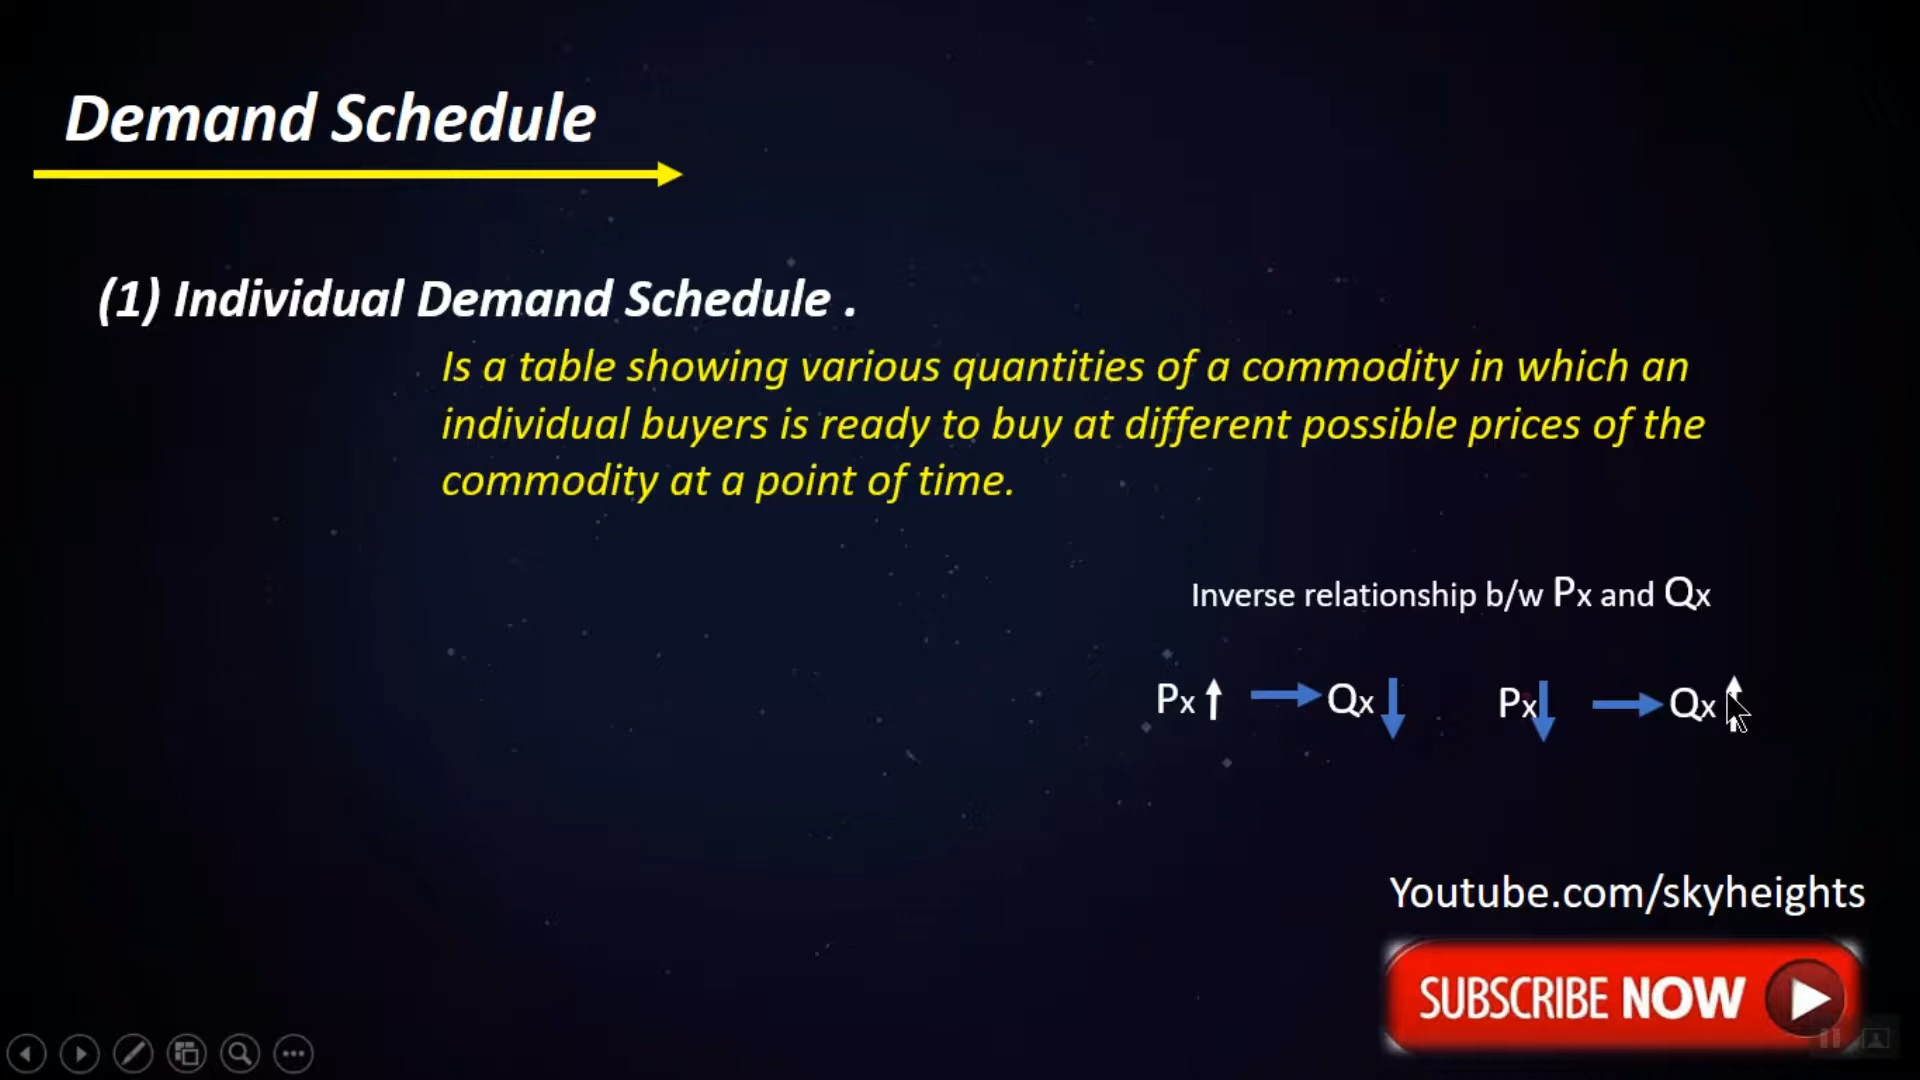 Demand Schedule
(1) Individual Demand Schedule .
Is a table showing various quantities of a commodity in which an
individual buyers is ready to buy at different possible prices of the
commodity at a point of time.
Inverse relationship b/w Px and Qx
Px Qx Px Qx
Youtube.com/skyheights
SUBSCRIBE NOW